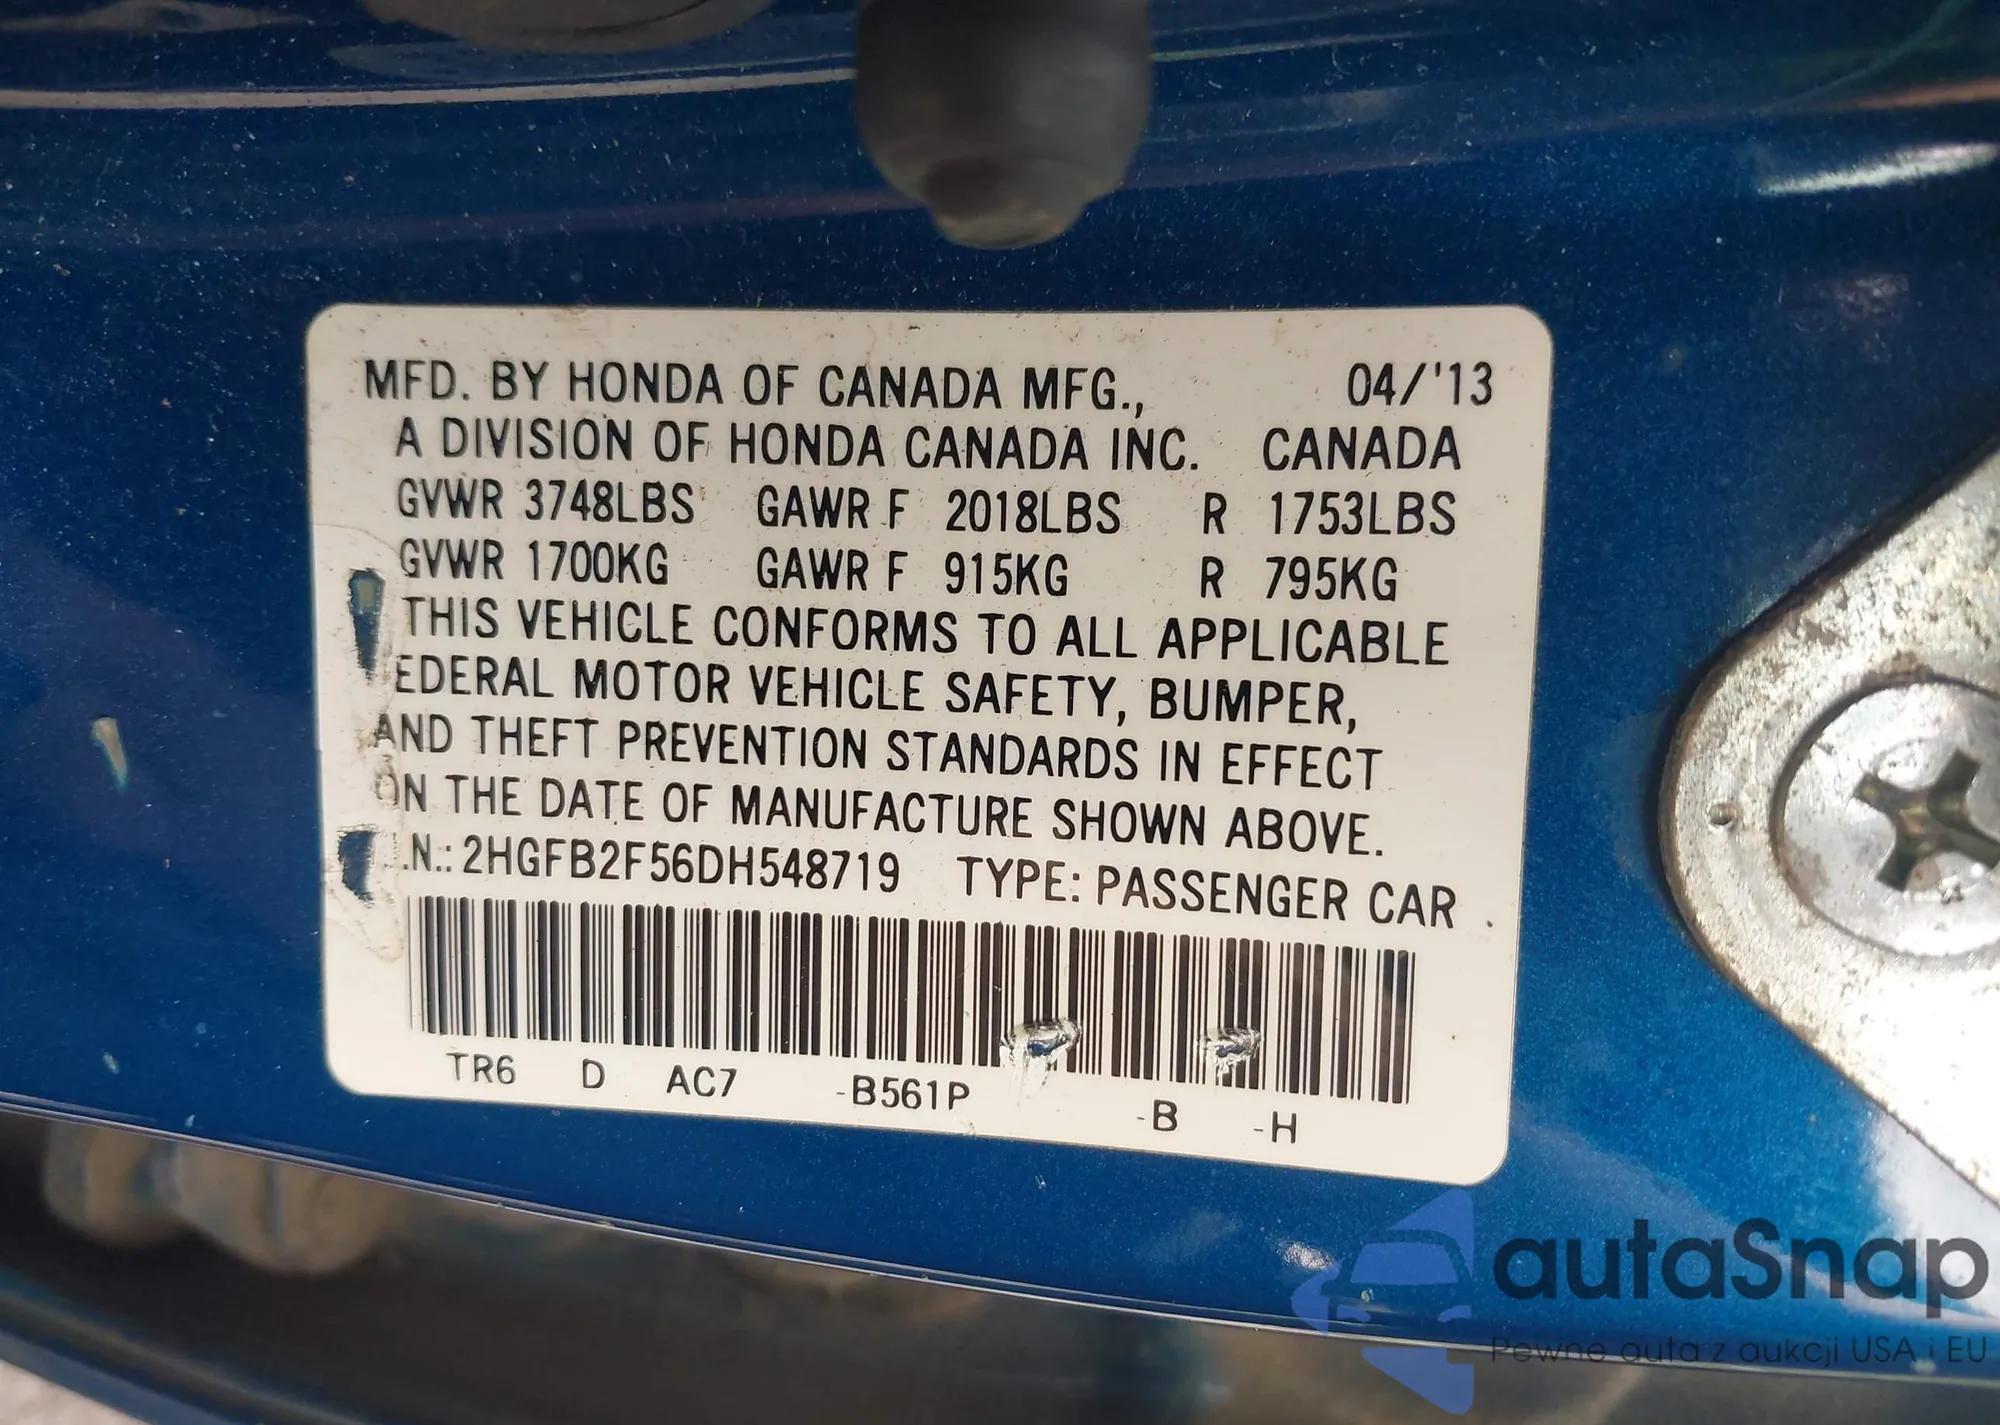 MFD. BY HONDA OF CANADA MFG., 04/'13
A DIVISION OF HONDA CANADA INC. CANADA
GVWR 3748LBS GAWR F 2018LBS R 1753LBS
GVWR 1700KG GAWR F 915KG R 795KG
THIS VEHICLE CONFORMS TO ALL APPLICABLE
EDERAL MOTOR VEHICLE SAFETY, BUMPER,
AND THEFT PREVENTION STANDARDS IN EFFECT
ON THE DATE OF MANUFACTURE SHOWN ABOVE.
.N.: 2HGFB2F56DH548719 TYPE: PASSENGER CAR
TR6 D AC7 -B561P -B -H
autaSnap
Pewne auta z aukcji USA i EU